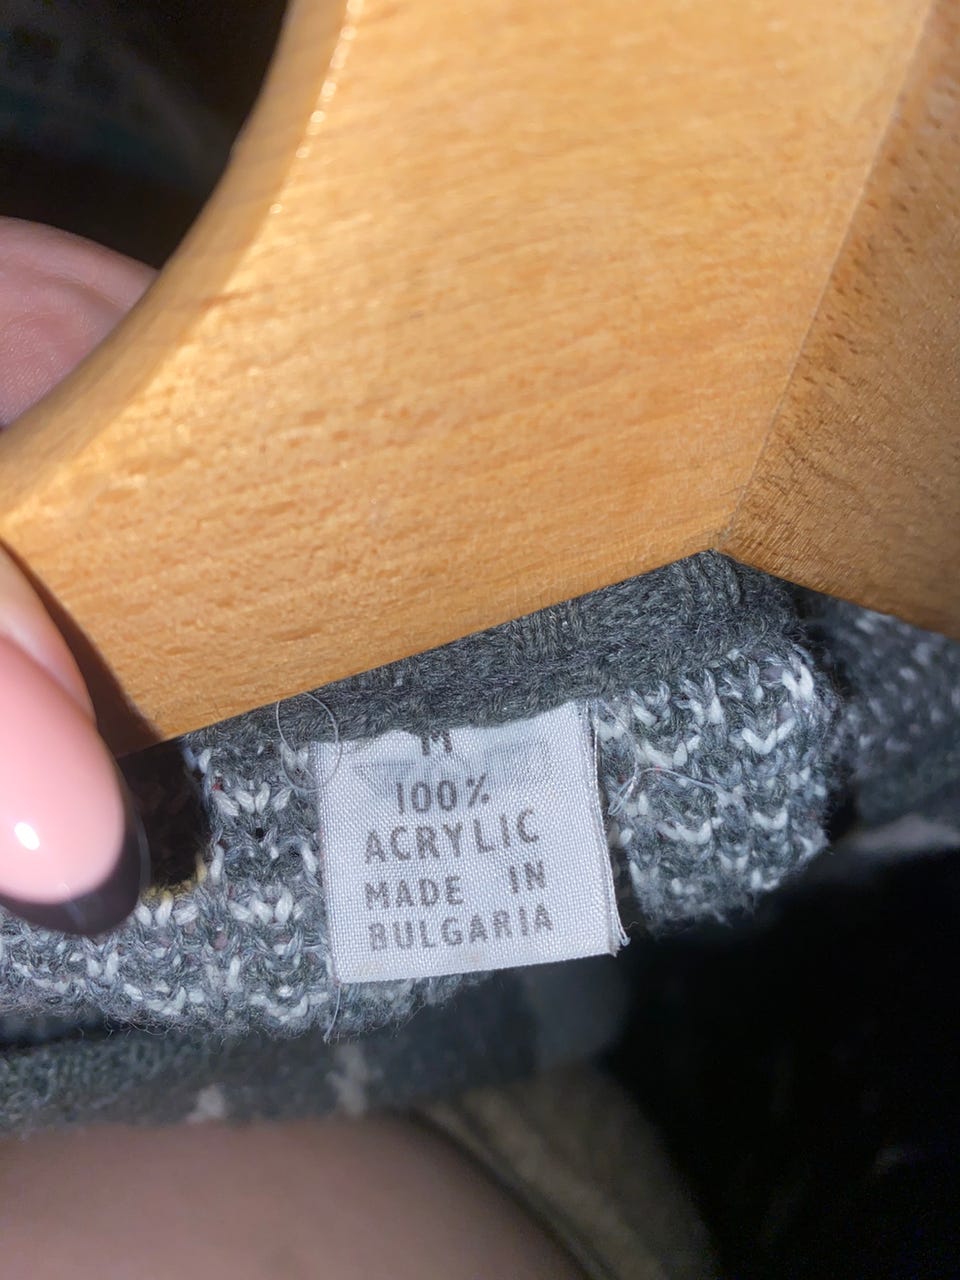 M
100%
ACRYLIC
MADE IN
BULGARIA